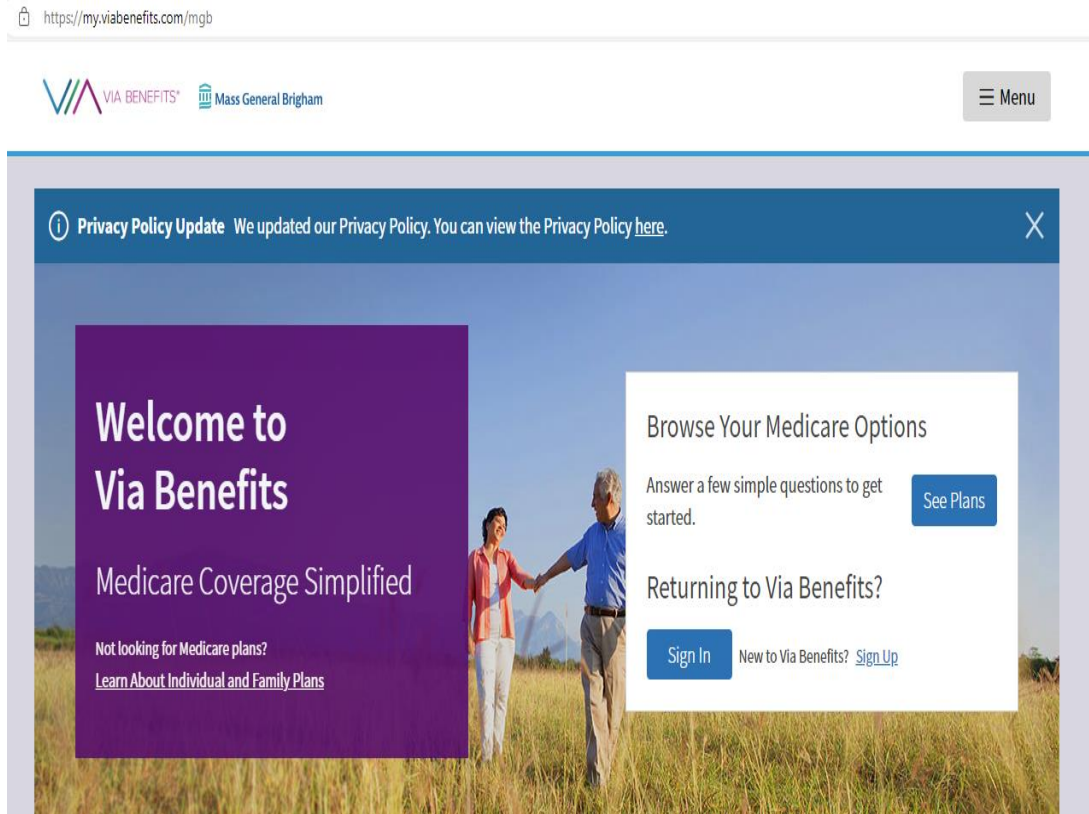 https://my.viabenefits.com/mgb
VIA VIA BENEFITS® Mass General Brigham
☰ Menu
Privacy Policy Update We updated our Privacy Policy. You can view the Privacy Policy here.
X
Welcome to
Via Benefits
Medicare Coverage Simplified
Not looking for Medicare plans?
Learn About Individual and Family Plans
Browse Your Medicare Options
Answer a few simple questions to get
started.
See Plans
Returning to Via Benefits?
Sign In New to Via Benefits? Sign Up